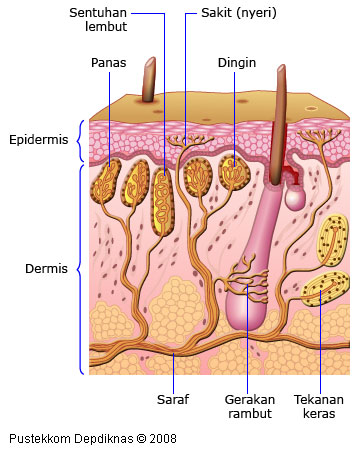 Sentuhan
lembut
Sakit (nyeri)
Panas
Dingin
Epidermis
Dermis
Saraf
Gerakan
rambut
Tekanan
keras
Pustekkom Depdiknas © 2008